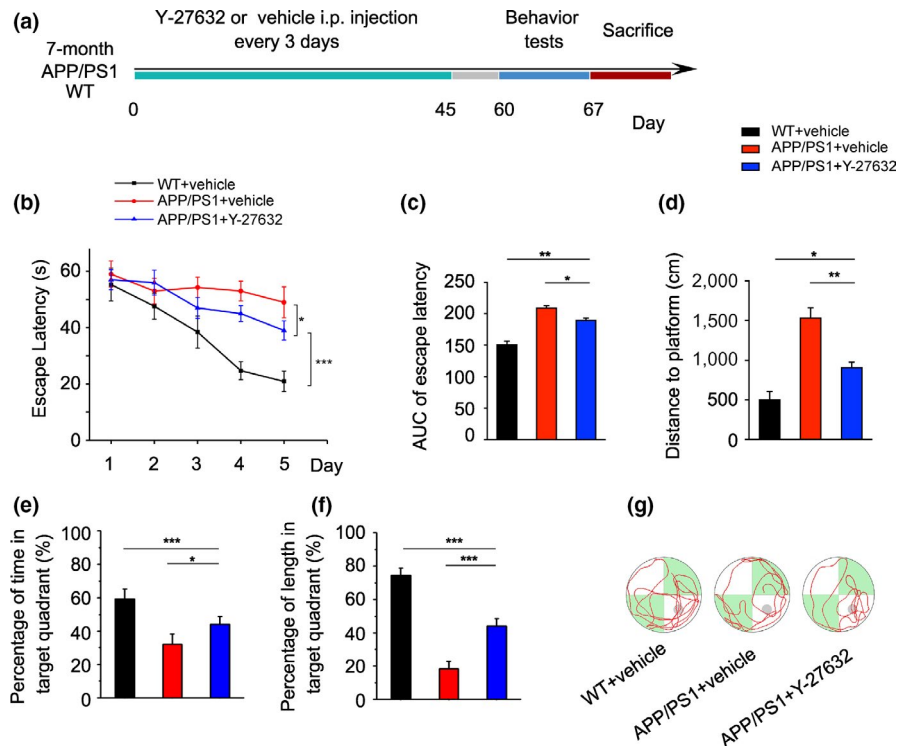 (a)
Y-27632 or vehicle i.p. injection
every 3 days
Behavior
tests
Sacrifice
7-month
APP/PS1
WT
0
45
60
67
Day
WT+vehicle
APP/PS1+vehicle
APP/PS1+Y-27632
(b)
WT+vehicle
APP/PS1+vehicle
APP/PS1+Y-27632
Escape Latency (s)
60
40
20
0
1 2 3 4 5 Day
*
***
(c)
AUC of escape latency
250
200
150
100
50
0
**
*
(d)
Distance to platform (cm)
2,000
1,500
1,000
500
0
*
**
(e)
Percentage of time in
target quadrant (%)
100
80
60
40
20
0
***
*
(f)
Percentage of length in
target quadrant (%)
100
80
60
40
20
0
***
***
(g)
WT+vehicle
APP/PS1+vehicle
APP/PS1+Y-27632